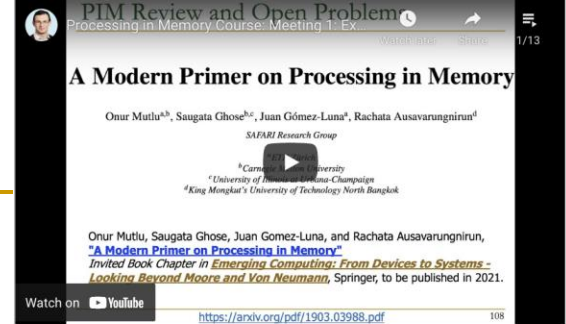 PIM Review and Open Problems
Processing in Memory Course: Meeting 1: Ex...
Watch later
Share
1/13
A Modern Primer on Processing in Memory
Onur Mutlu^a,b, Saugata Ghose^b,c, Juan Gómez-Luna^a, Rachata Ausavarungnirun^d
SAFARI Research Group
^bCarnegie Mellon University
^cUniversity of Illinois at Urbana-Champaign
^dKing Mongkut's University of Technology North Bangkok
Onur Mutlu, Saugata Ghose, Juan Gomez-Luna, and Rachata Ausavarungnirun,
"A Modern Primer on Processing in Memory"
Invited Book Chapter in Emerging Computing: From Devices to Systems -
Looking Beyond Moore and Von Neumann, Springer, to be published in 2021.
Watch on YouTube
https://arxiv.org/pdf/1903.03988.pdf
108